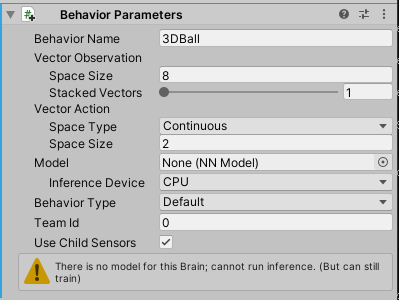 Behavior Parameters
Behavior Name 3DBall
Vector Observation
Space Size 8
Stacked Vectors 1
Vector Action
Space Type Continuous
Space Size 2
Model None (NN Model)
Inference Device CPU
Behavior Type Default
Team Id 0
Use Child Sensors
There is no model for this Brain; cannot run inference. (But can still
train)